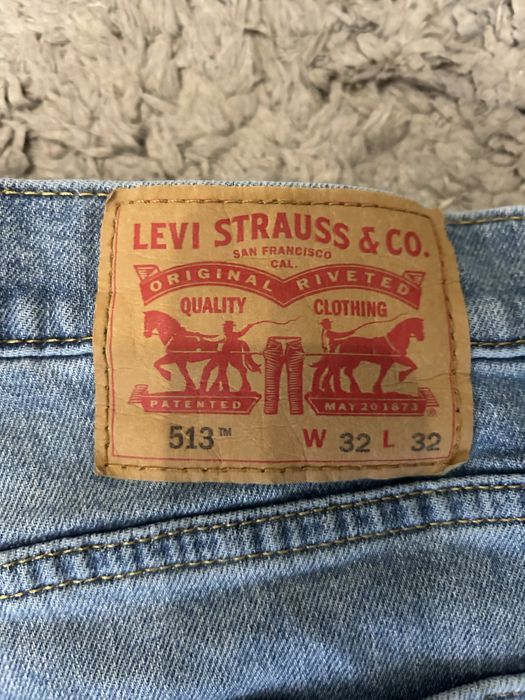 LEVI STRAUSS & CO.
SAN FRANCISCO
CAL.
ORIGINAL RIVETED
QUALITY CLOTHING
PATENTED MAY 20 1873 ®
513™ W 32 L 32